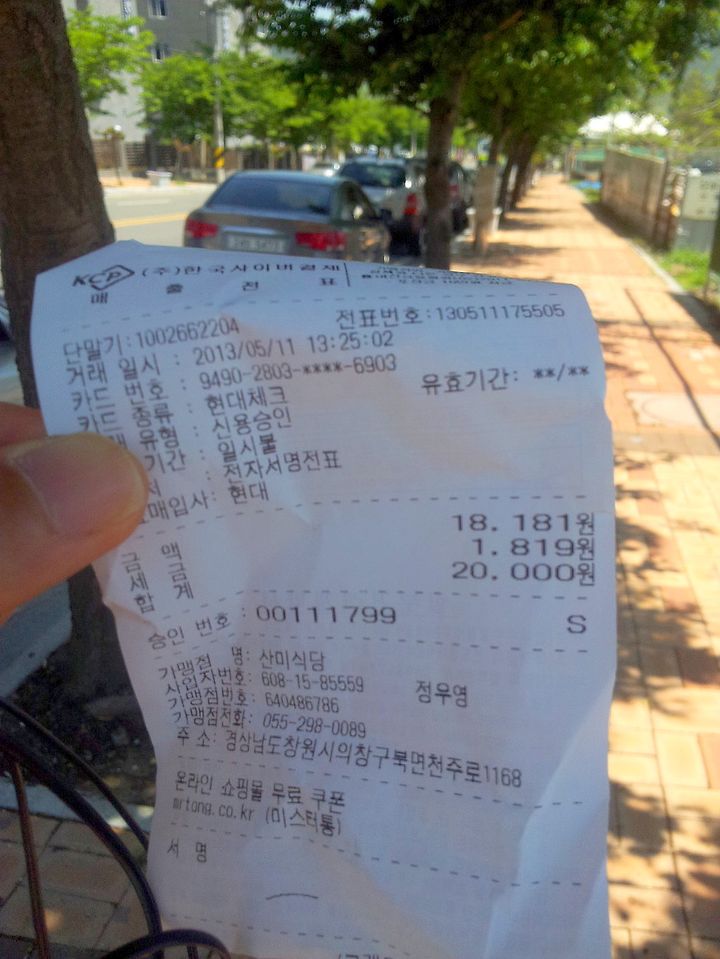 KCP (주)한국사이버결제
매 출 전 표
단말기:1002662204 전표번호:130511175505
거래 일시 : 2013/05/11 13:25:02
카드 번호 : 9490-2803-****-6903 유효기간: **/**
카드 종류 : 현대체크
유형 : 신용승인
기간 : 일시불
: 전자서명전표
매입사: 현대
금 액 18.181원
세 금 1.819원
합 계 20.000원
승인 번호 : 00111799 S
가맹점 명: 산미식당
사업자번호: 608-15-85559 정우영
가맹점번호: 640486786
가맹점전화: 055-298-0089
주 소: 경상남도창원시의창구북면천주로1168
온라인 쇼핑몰 무료 쿠폰
mrtong.co.kr (미스터통)
서 명